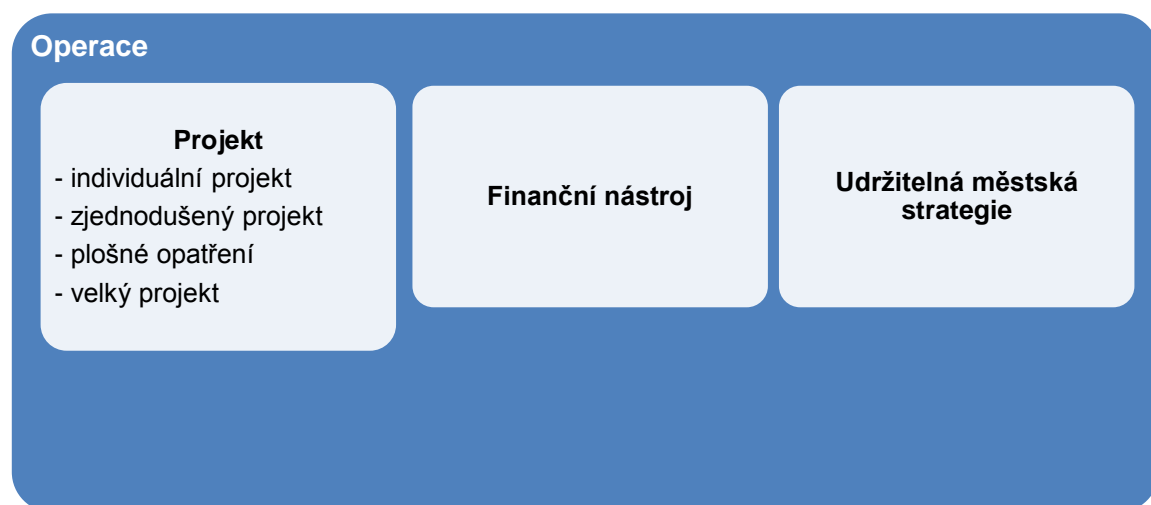 Operace
Projekt
- individuální projekt
- zjednodušený projekt
- plošné opatření
- velký projekt
Finanční nástroj
Udržitelná městská
strategie